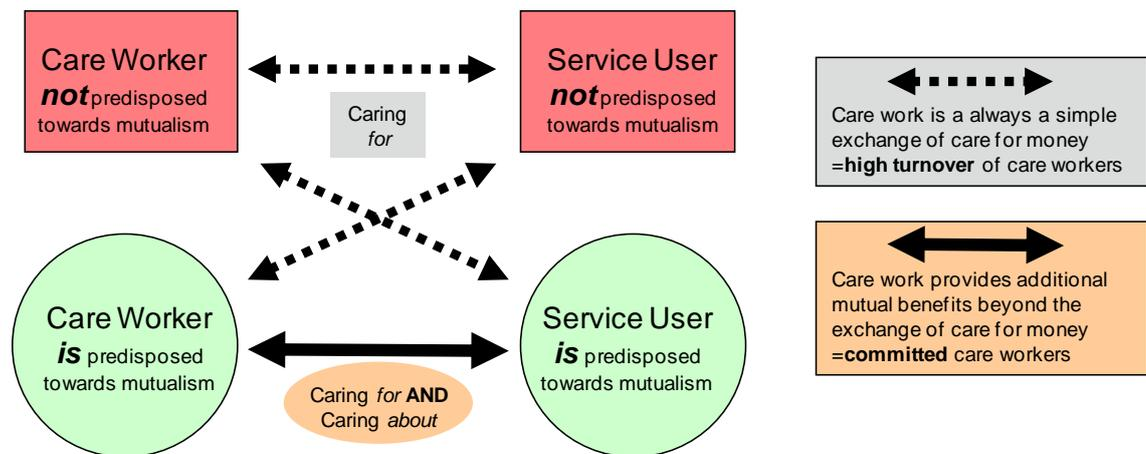 Care Worker
not predisposed
towards mutualism
Service User
not predisposed
towards mutualism
Caring
for
Care Worker
is predisposed
towards mutualism
Service User
is predisposed
towards mutualism
Caring for AND
Caring about
Care work is a always a simple
exchange of care for money
=high turnover of care workers
Care work provides additional
mutual benefits beyond the
exchange of care for money
=committed care workers